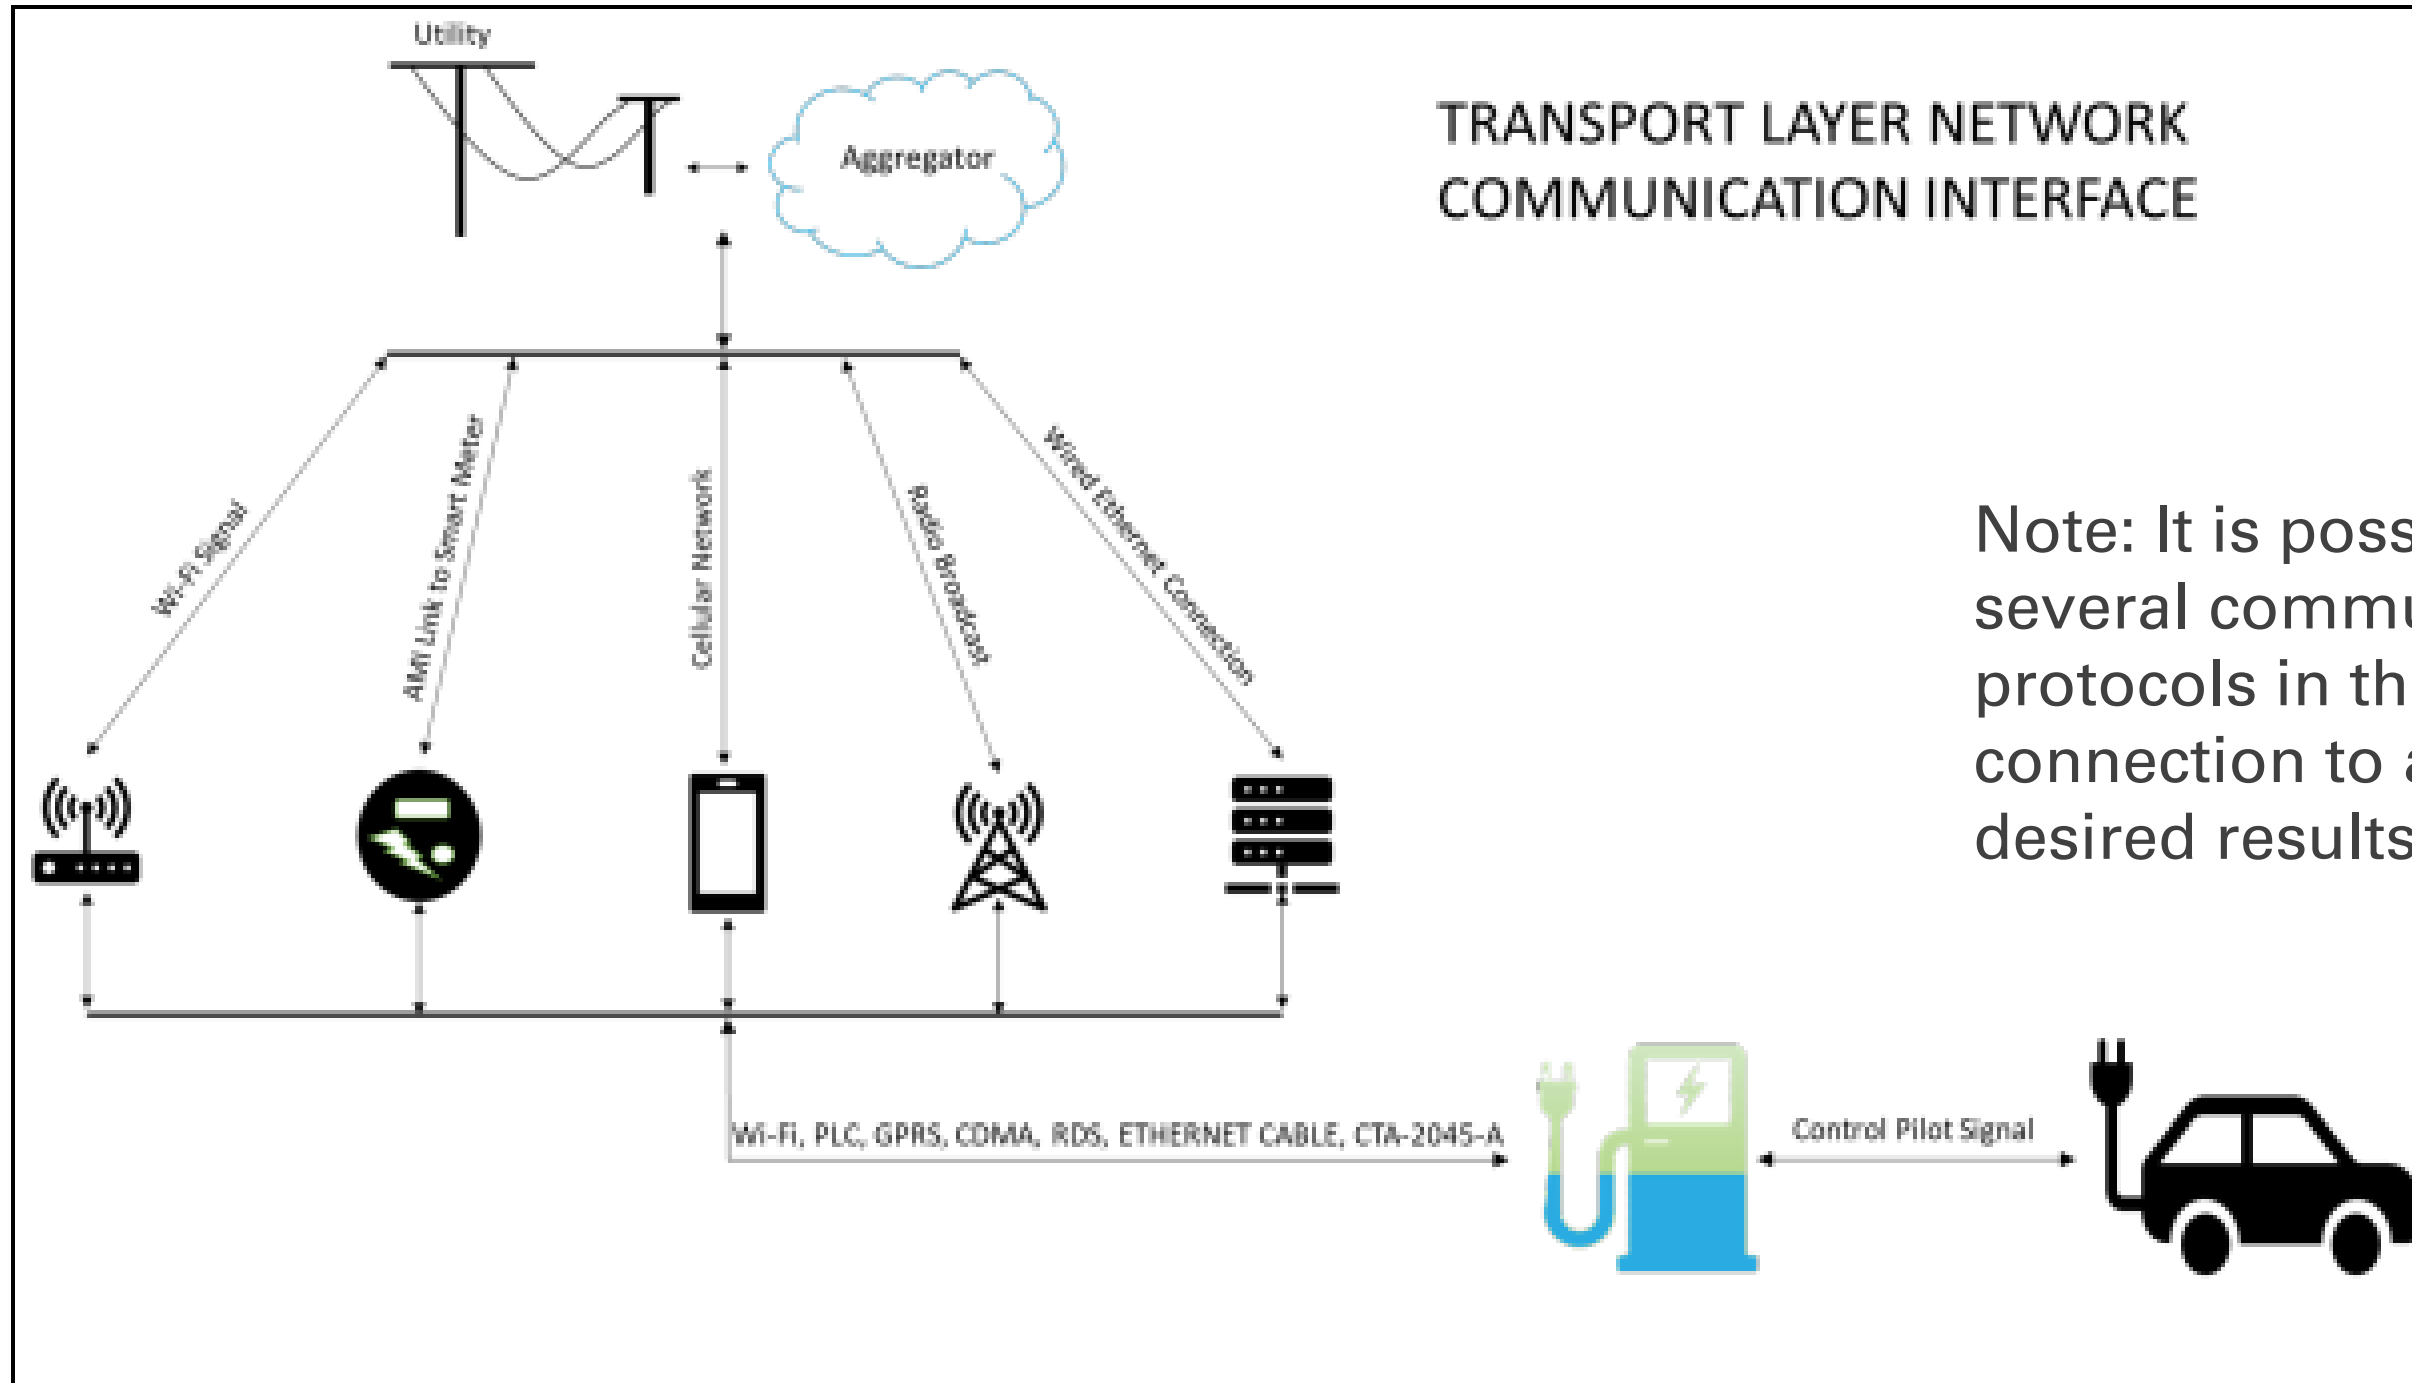 Utility
Aggregator
TRANSPORT LAYER NETWORK
COMMUNICATION INTERFACE
Wi-Fi Signal
AMI Link to Smart Meter
Cellular Network
Radio Broadcast
Wired Ethernet Connection
Note: It is poss
several commu
protocols in th
connection to a
desired results
Wi-Fi, PLC, GPRS, CDMA, RDS, ETHERNET CABLE, CTA-2045-A
Control Pilot Signal